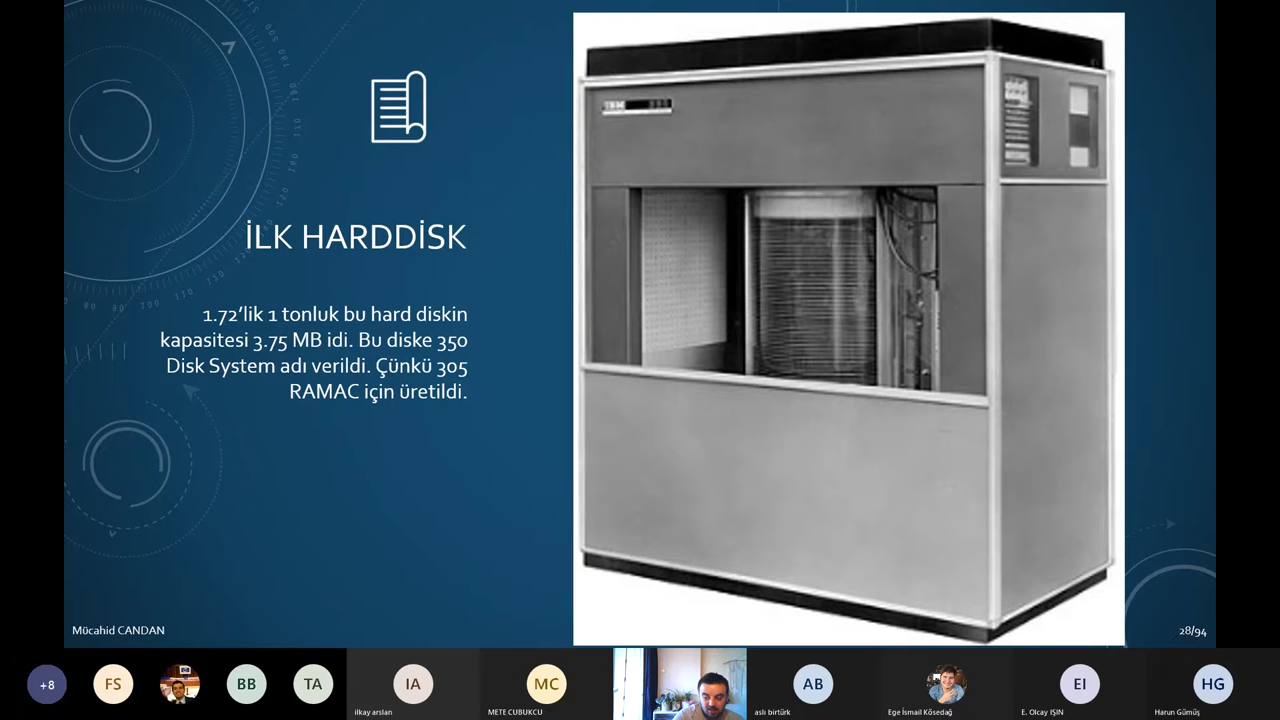 IBM
İLK HARDDİSK
1.72'lik 1 tonluk bu hard diskin
kapasitesi 3.75 MB idi. Bu diske 350
Disk System adı verildi. Çünkü 305
RAMAC için üretildi.
Mücahid CANDAN
28/94
+8
FS
BB
TA
IA
MC
AB
EI
HG
ilkay arslan
METE CUBUKCU
aslı birtürk
Ege İsmail Kösedağ
E. Olcay IŞIN
Harun Gümüş